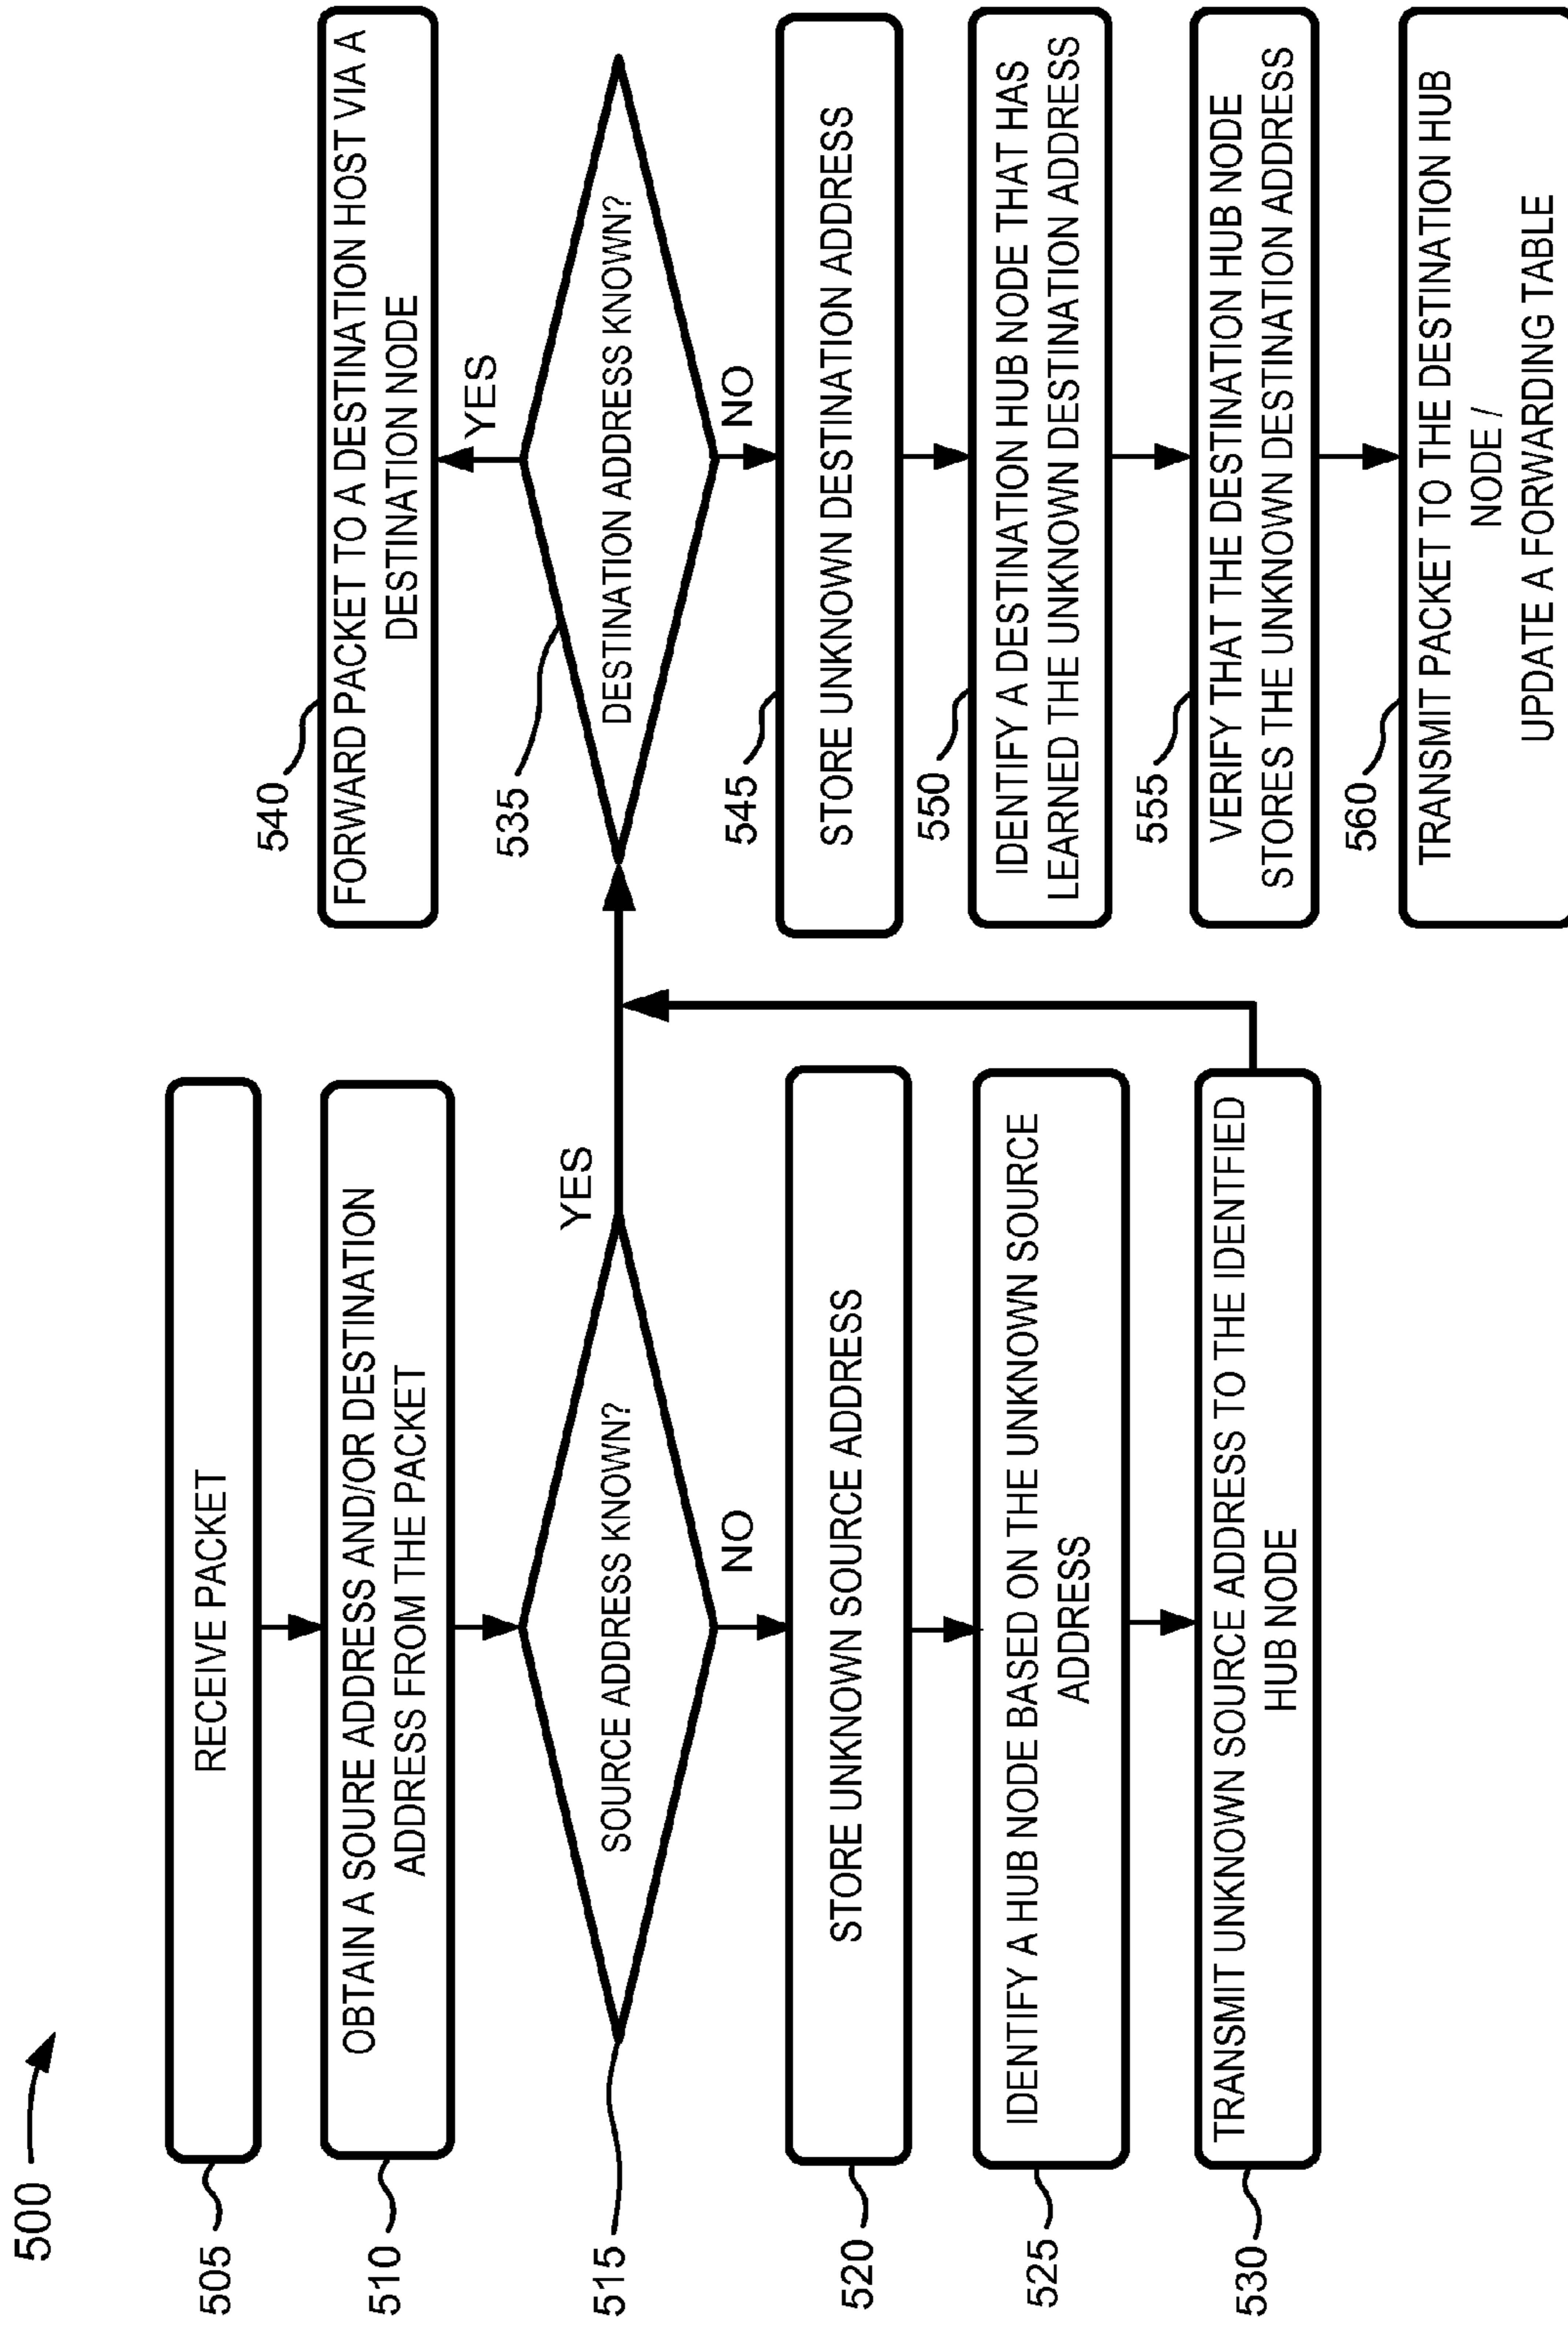 500
505
RECEIVE PACKET
510
OBTAIN A SOURE ADDRESS AND/OR DESTINATION
ADDRESS FROM THE PACKET
515
SOURCE ADDRESS KNOWN?
YES
NO
520
STORE UNKNOWN SOURCE ADDRESS
525
IDENTIFY A HUB NODE BASED ON THE UNKNOWN SOURCE
ADDRESS
530
TRANSMIT UNKNOWN SOURCE ADDRESS TO THE IDENTIFIED
HUB NODE
540
FORWARD PACKET TO A DESTINATION HOST VIA A
DESTINATION NODE
YES
535
DESTINATION ADDRESS KNOWN?
NO
545
STORE UNKNOWN DESTINATION ADDRESS
550
IDENTIFY A DESTINATION HUB NODE THAT HAS
LEARNED THE UNKNOWN DESTINATION ADDRESS
555
VERIFY THAT THE DESTINATION HUB NODE
STORES THE UNKNOWN DESTINATION ADDRESS
560
TRANSMIT PACKET TO THE DESTINATION HUB
NODE /
UPDATE A FORWARDING TABLE